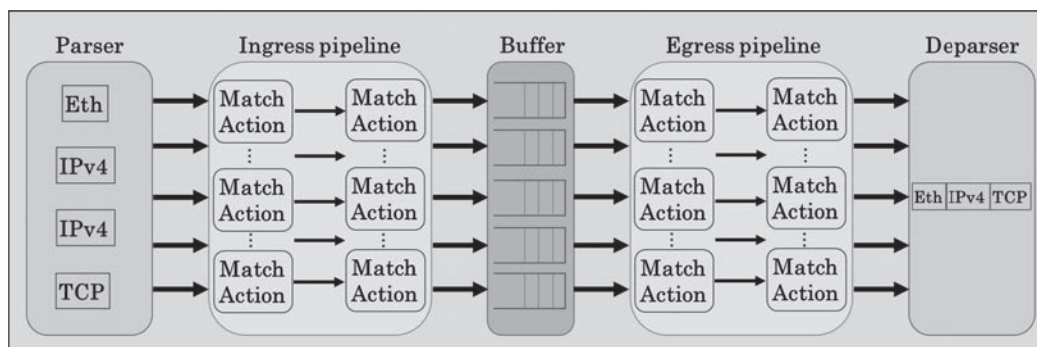 Parser
Ingress pipeline
Buffer
Egress pipeline
Deparser
Eth
IPv4
IPv4
TCP
Match
Action
Match
Action
Match
Action
Match
Action
Match
Action
Match
Action
Match
Action
Match
Action
Match
Action
Match
Action
Match
Action
Match
Action
Eth IPv4 TCP